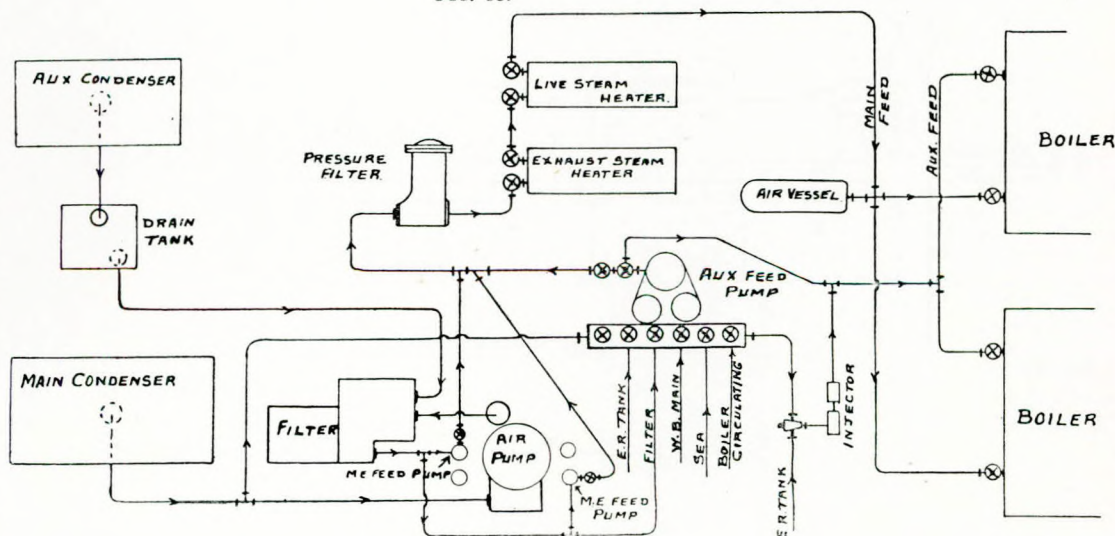 AUX CONDENSER
LIVE STEAM
HEATER.
MAIN
FEED
AUX. FEED
BOILER
PRESSURE
FILTER.
EXHAUST STEAM
HEATER
AIR VESSEL.
DRAIN
TANK
AUX FEED
PUMP
MAIN CONDENSER
FILTER
AIR
PUMP
M.E FEED PUMP
M.E FEED
PUMP
E.R. TANK
FILTER
W.B. MAIN
SEA
BOILER
CIRCULATING
INJECTOR
E.R. TANK
BOILER